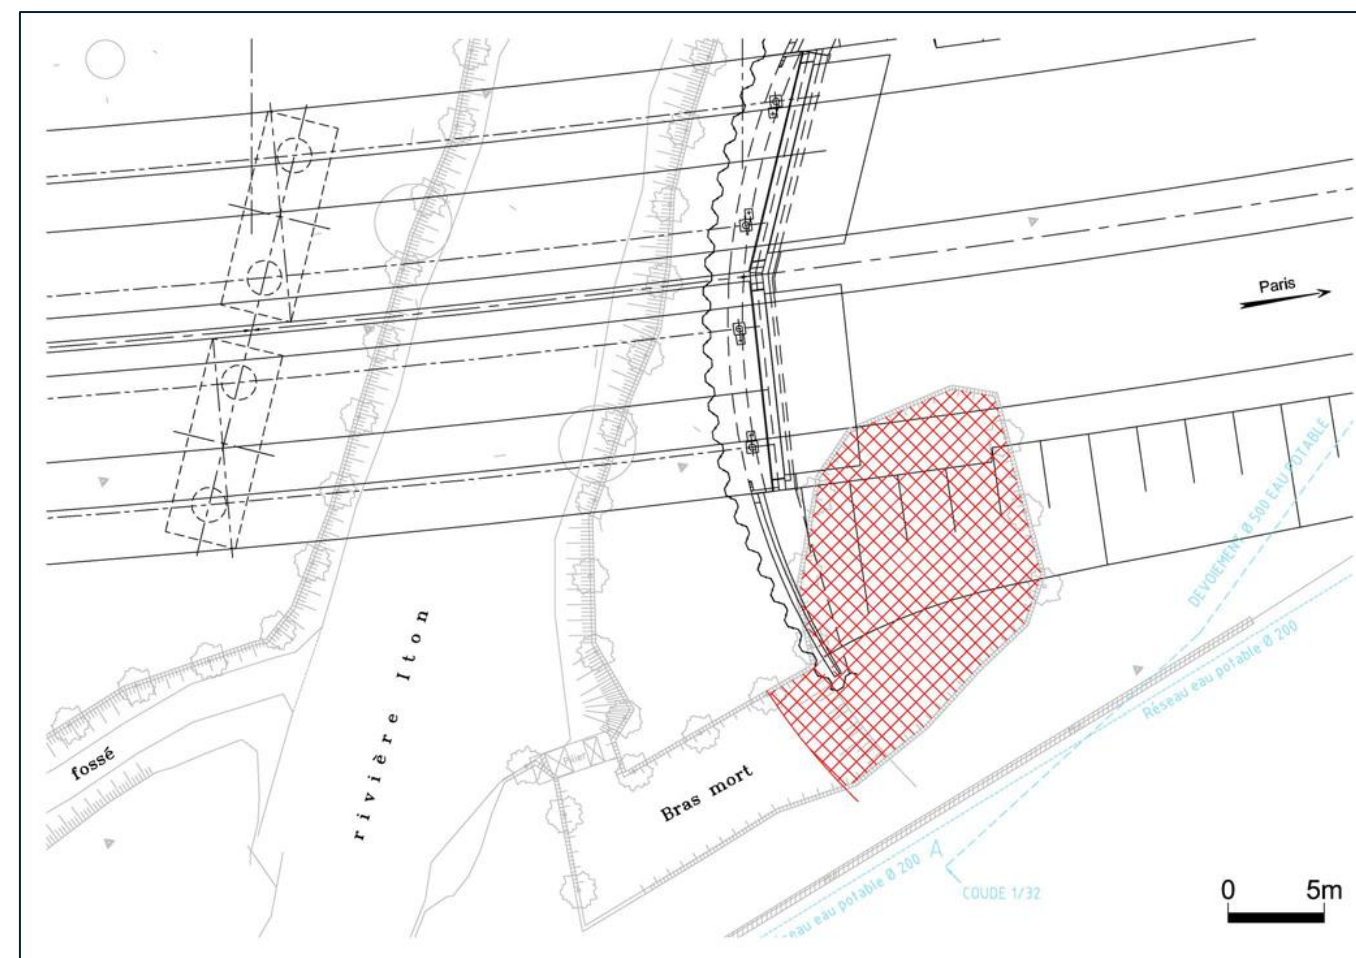 Paris
DEVOIEMENT Ø 500 EAU POTABLE
Réseau eau potable Ø 200
rivière Iton
fossé
Pilier
Bras mort
A
COUDE 1/32
eau potable Ø 200
0 5m